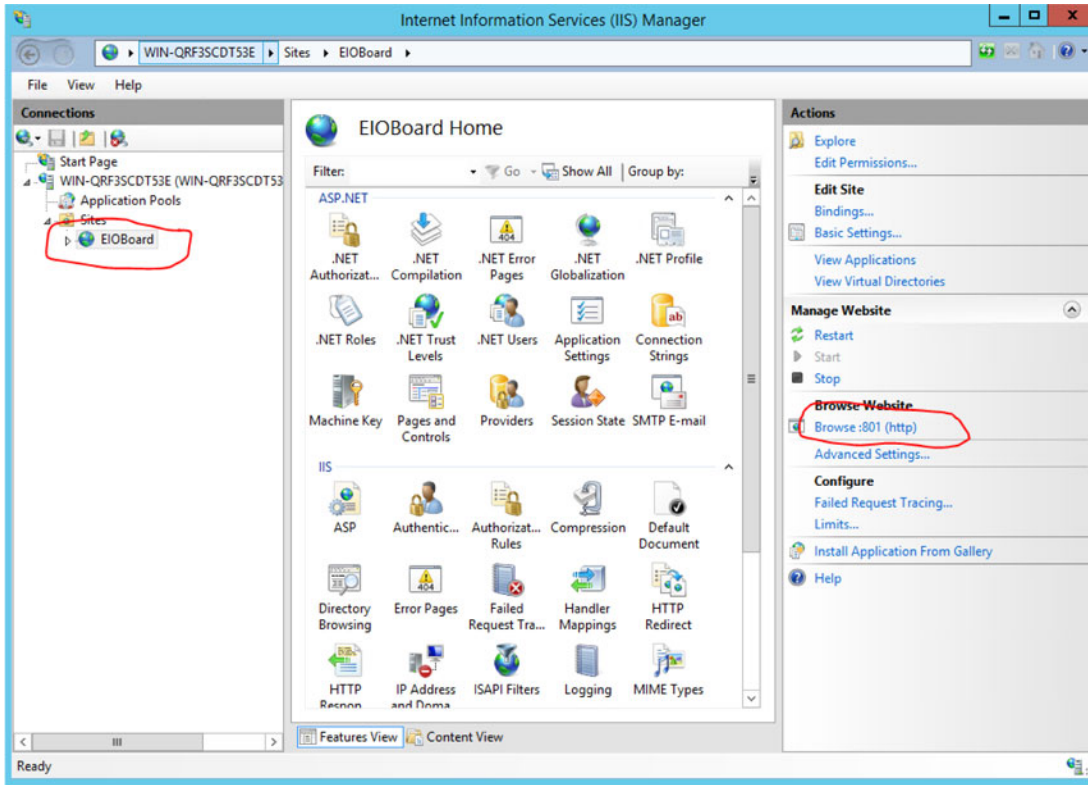 Internet Information Services (IIS) Manager
WIN-QRF3SCDT53E Sites EIOBoard
File View Help
Connections
Start Page
WIN-QRF3SCDT53E (WIN-QRF3SCDT53
Application Pools
Sites
EIOBoard
EIOBoard Home
Filter: Go Show All Group by:
ASP.NET
.NET Authorizat...
.NET Compilation
404
.NET Error Pages
.NET Globalization
.NET Profile
.NET Roles
.NET Trust Levels
.NET Users
Application Settings
ab
Connection Strings
Machine Key
Pages and Controls
Providers
Session State
SMTP E-mail
IIS
ASP
Authentic...
Authorizat... Rules
Compression
Default Document
Directory Browsing
404
Error Pages
Failed Request Tra...
Handler Mappings
HTTP Redirect
HTTP Respon
IP Address and Doma
ISAPI Filters
Logging
MIME Types
Features View Content View
Ready
Actions
Explore
Edit Permissions...
Edit Site
Bindings...
Basic Settings...
View Applications
View Virtual Directories
Manage Website
Restart
Start
Stop
Browse Website
Browse :801 (http)
Advanced Settings...
Configure
Failed Request Tracing...
Limits...
Install Application From Gallery
Help